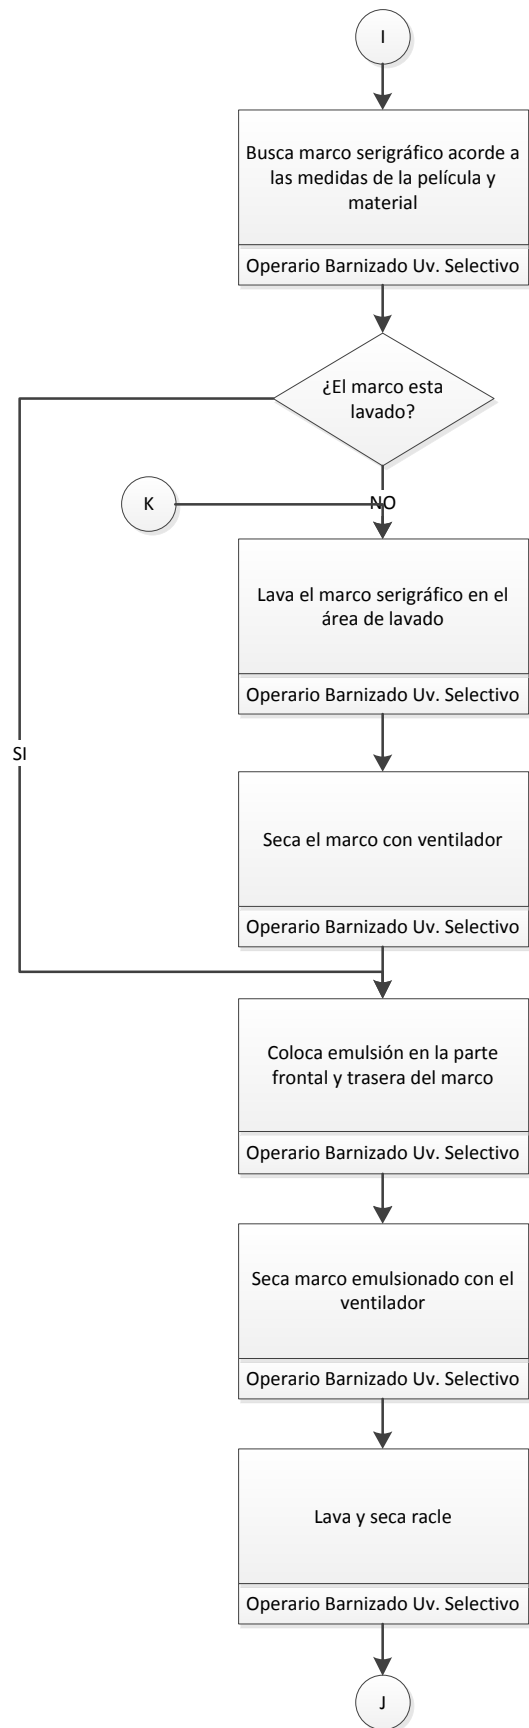 I
Busca marco serigráfico acorde a
las medidas de la película y
material
Operario Barnizado Uv. Selectivo
¿El marco esta
lavado?
K
NO
Lava el marco serigráfico en el
área de lavado
Operario Barnizado Uv. Selectivo
SI
Seca el marco con ventilador
Operario Barnizado Uv. Selectivo
Coloca emulsión en la parte
frontal y trasera del marco
Operario Barnizado Uv. Selectivo
Seca marco emulsionado con el
ventilador
Operario Barnizado Uv. Selectivo
Lava y seca racle
Operario Barnizado Uv. Selectivo
J